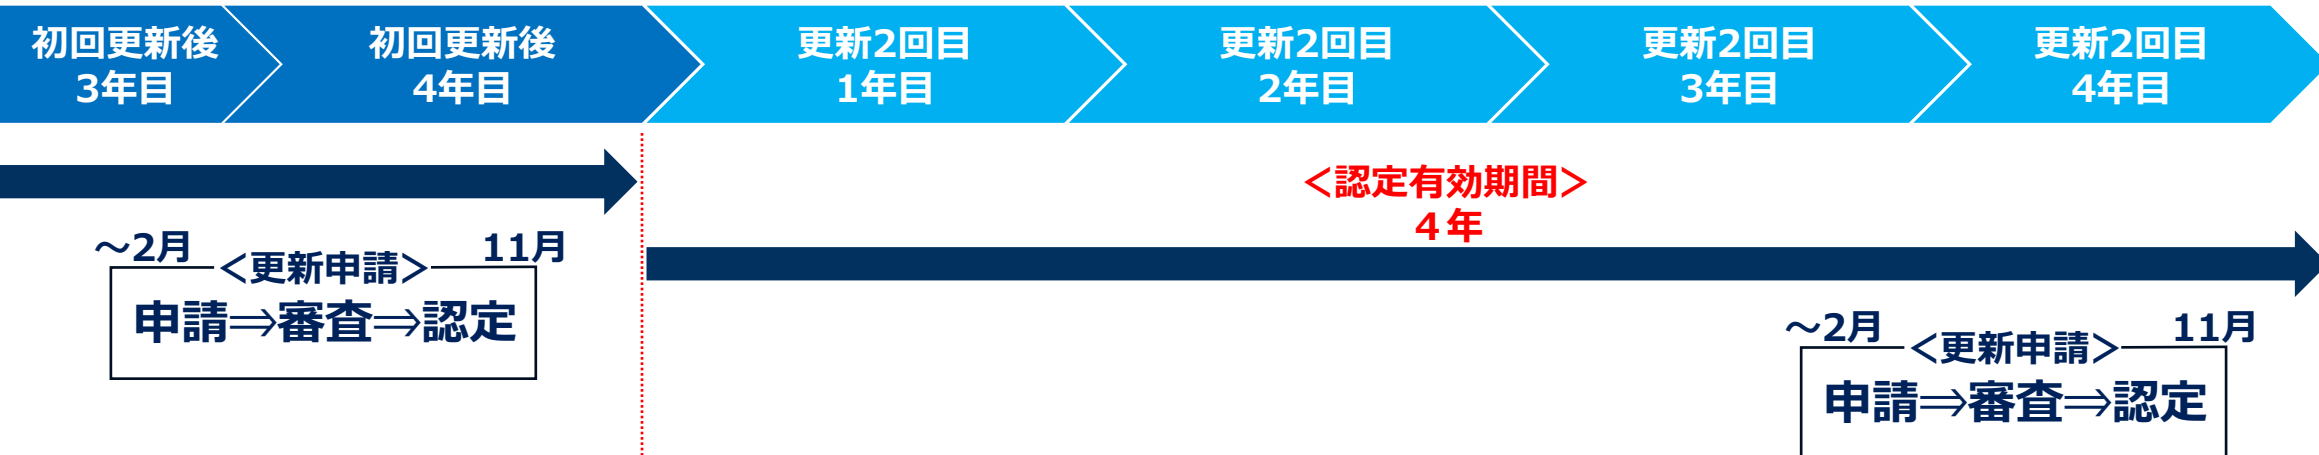 初回更新後
3年目
初回更新後
4年目
更新2回目
1年目
更新2回目
2年目
更新2回目
3年目
更新2回目
4年目
＜認定有効期間＞
４年
～2月
＜更新申請＞
11月
申請⇒審査⇒認定
～2月
＜更新申請＞
11月
申請⇒審査⇒認定